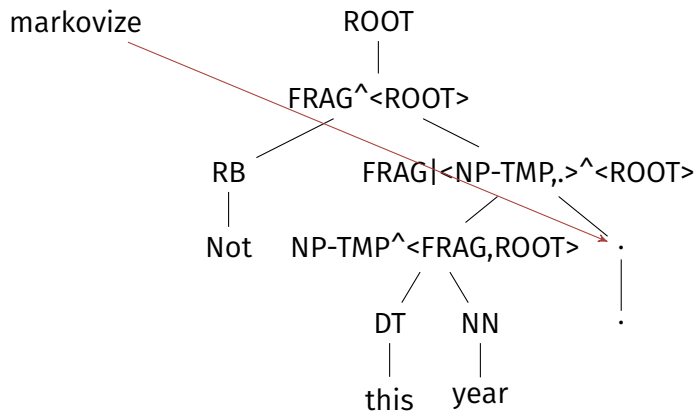 markovize ROOT
FRAG^<ROOT>
RB FRAG|<NP-TMP,.>^<ROOT>
Not NP-TMP^<FRAG,ROOT> .
DT NN .
this year